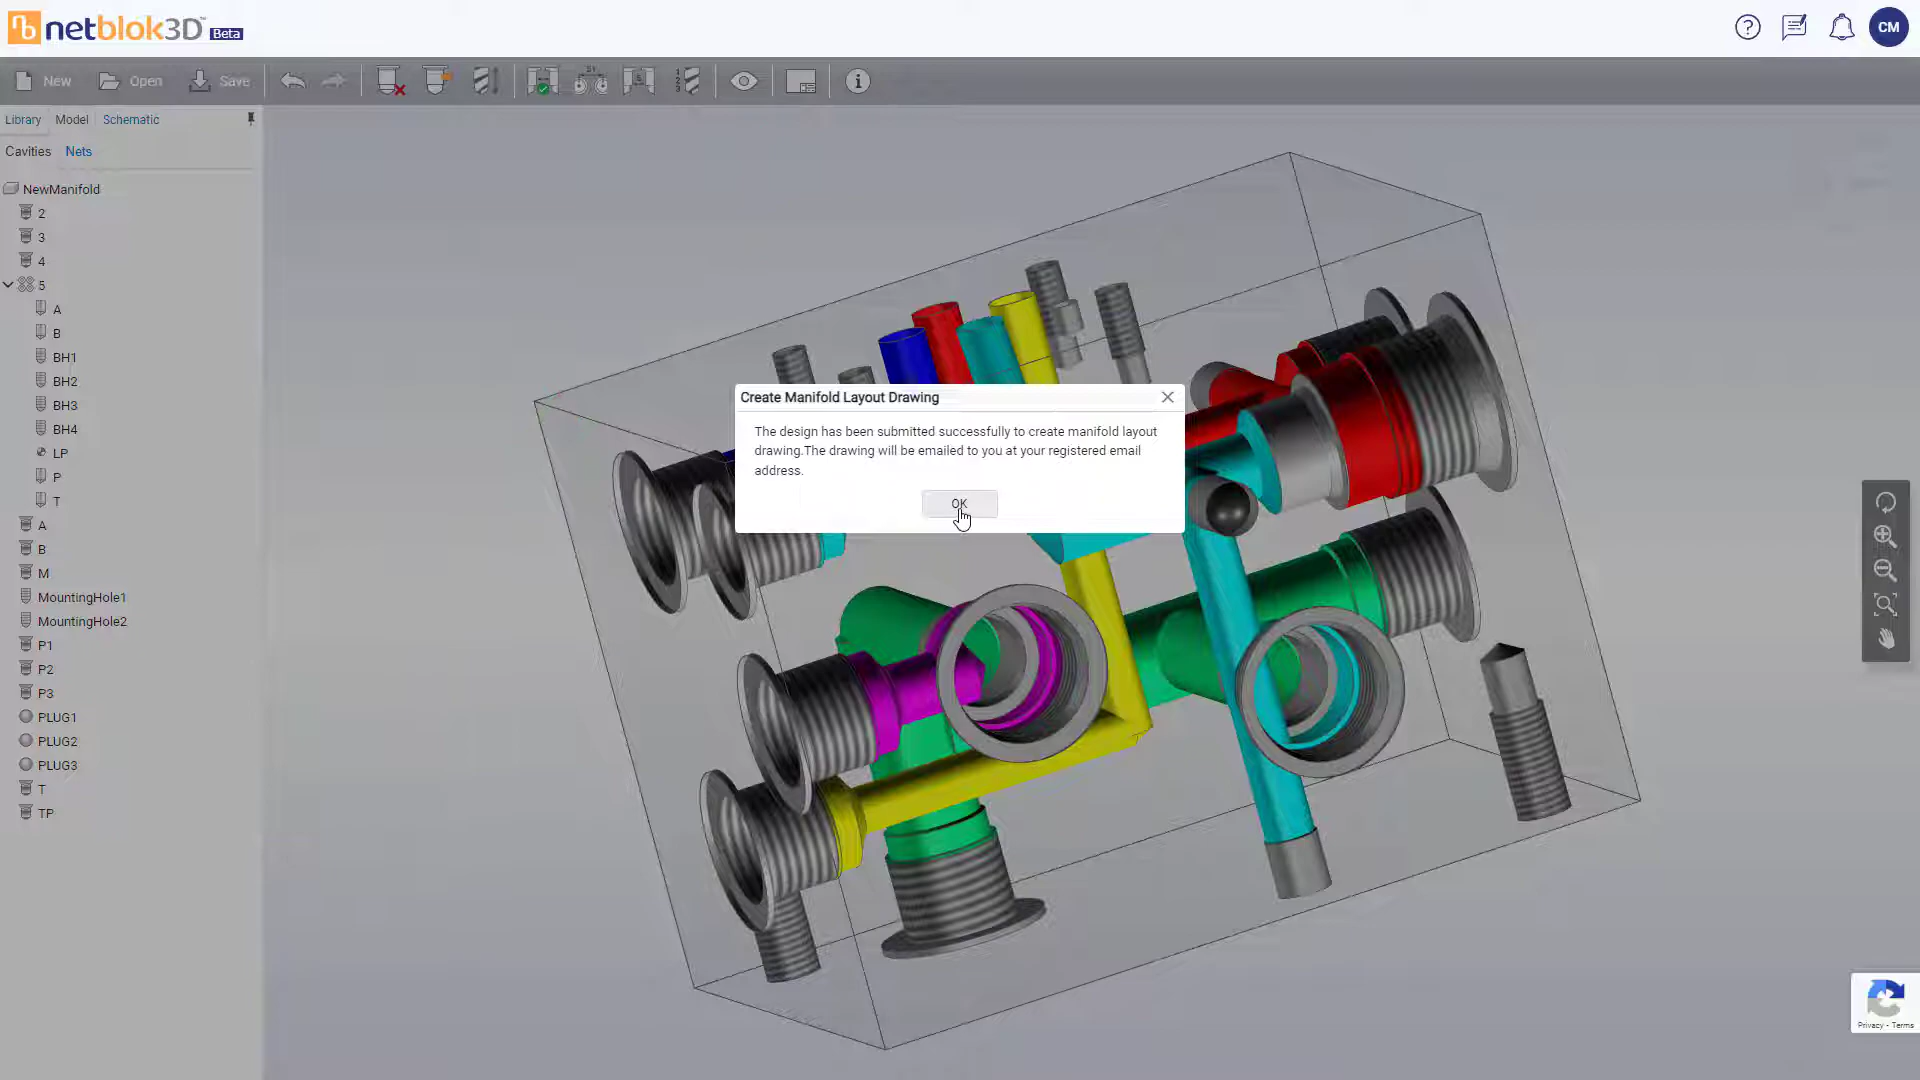 netblok3D™ Beta
CM
New Open Save
Library Model Schematic
Cavities Nets
NewManifold
2
3
4
5
A
B
BH1
BH2
BH3
BH4
LP
P
T
A
B
M
MountingHole1
MountingHole2
P1
P2
P3
PLUG1
PLUG2
PLUG3
T
TP
Create Manifold Layout Drawing
The design has been submitted successfully to create manifold layout
drawing.The drawing will be emailed to you at your registered email
address.
OK
Privacy - Terms